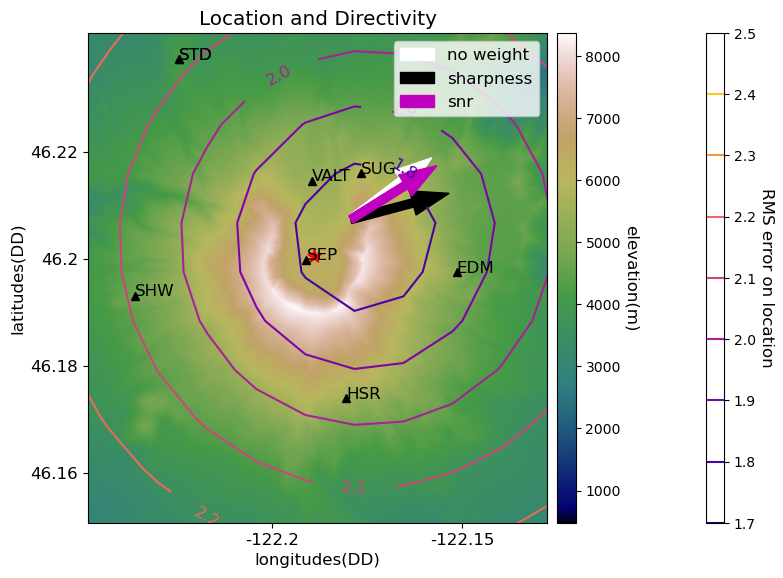 Location and Directivity
no weight
sharpness
snr
STD
VALT
SUG
SEP
EDM
SHW
HSR
2.0
1.8
2.1
2.2
46.22
46.2
46.18
46.16
latitudes(DD)
-122.2
-122.15
longitudes(DD)
8000
7000
6000
5000
4000
3000
2000
1000
elevation(m)
2.5
2.4
2.3
2.2
2.1
2.0
1.9
1.8
1.7
RMS error on location